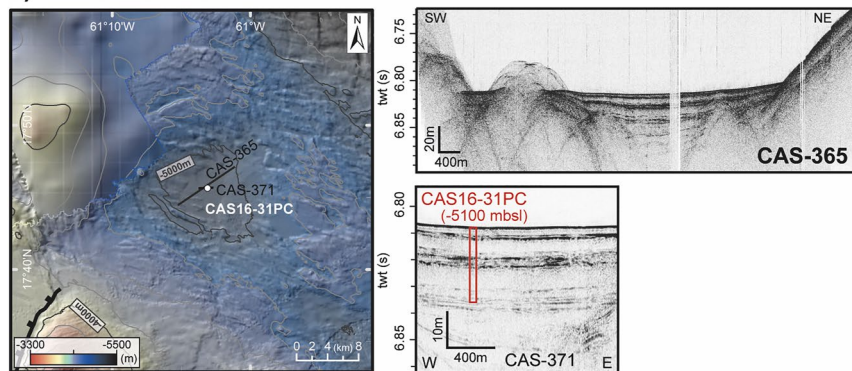 61°10'W
61°20'W
N
17°50'N
-5000m
CAS-365
CAS-371
CAS16-31PC
17°40'N
-4000m
-3300
-5500
(m)
0 2 4 (km) 8
SW
NE
6.75
6.80
6.85
twt (s)
20m
400m
CAS-365
CAS16-31PC
(-5100 mbsl)
6.80
6.85
twt (s)
10m
400m
W
CAS-371
E